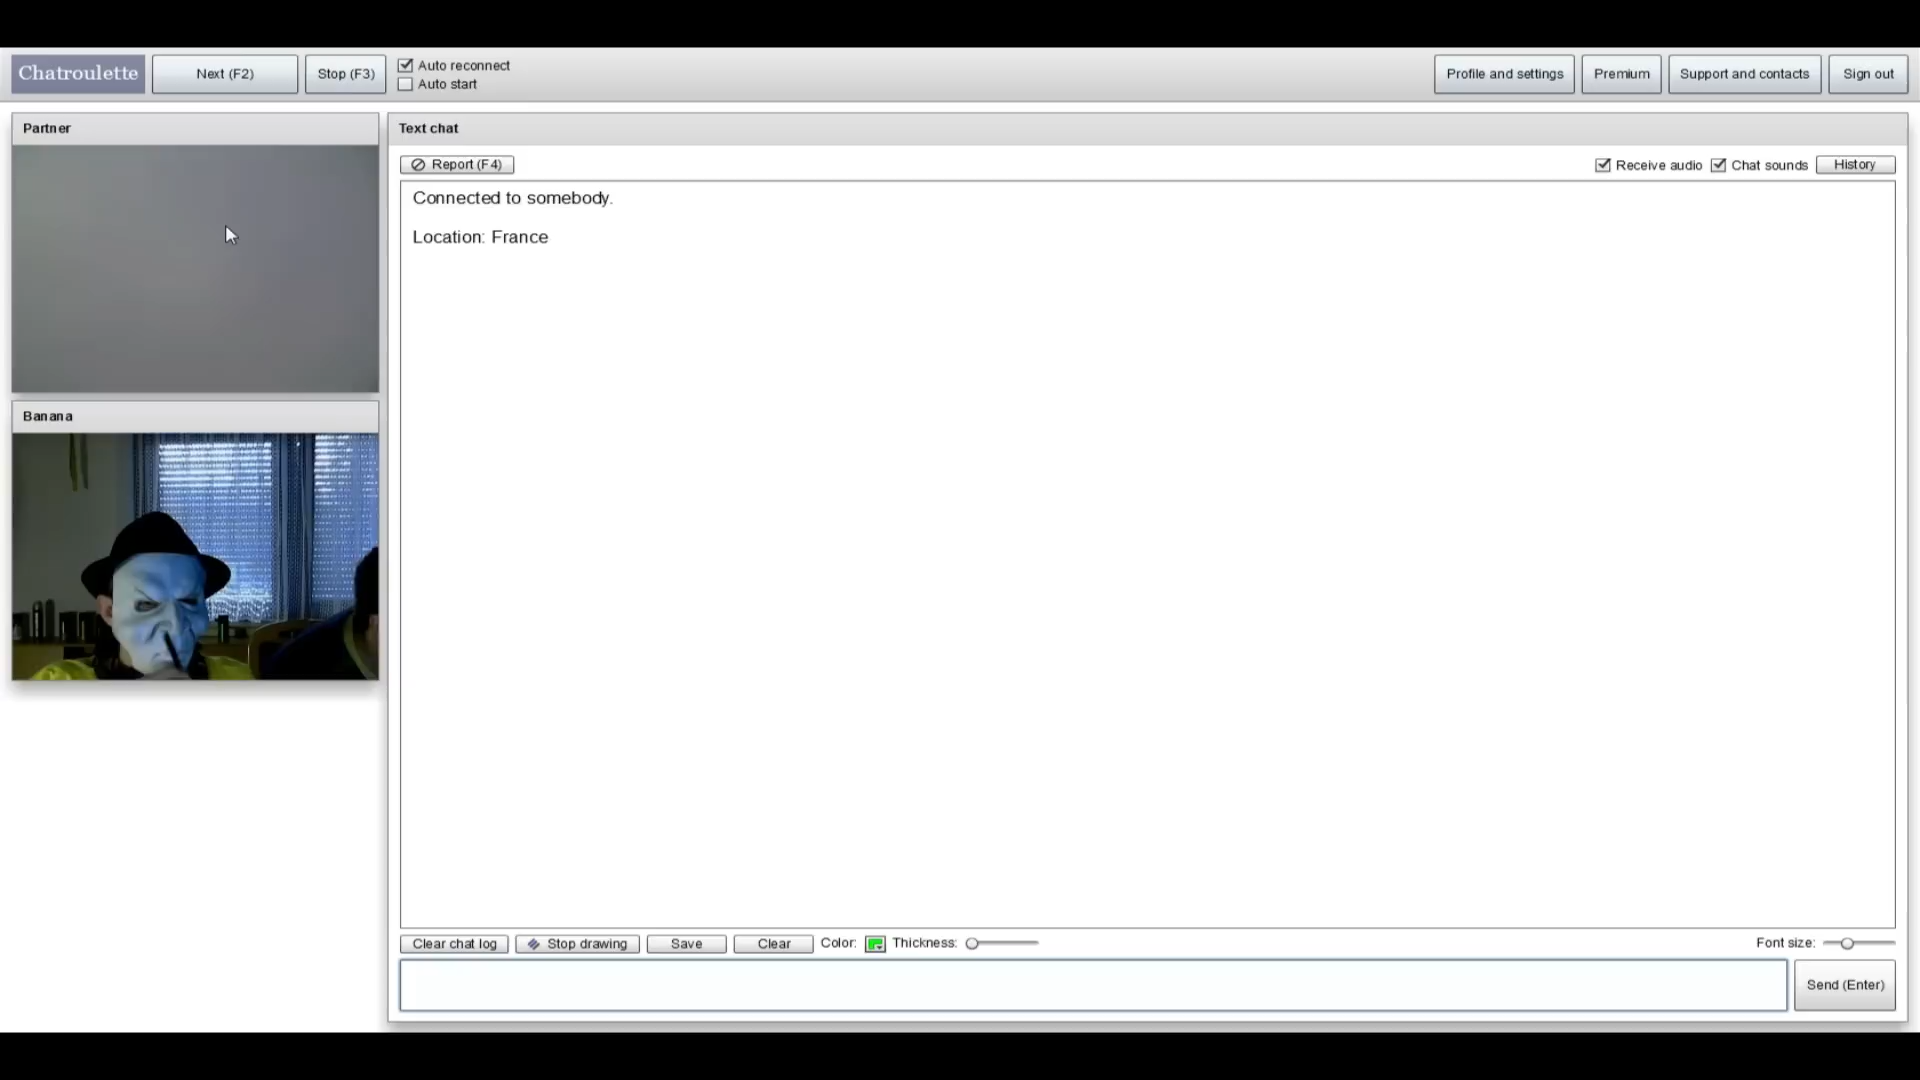 Chatroulette
Next (F2)
Stop (F3)
Auto reconnect
Auto start
Profile and settings
Premium
Support and contacts
Sign out
Partner
Text chat
Report (F4)
Receive audio
Chat sounds
History
Connected to somebody.
Location: France
Banana
Clear chat log
Stop drawing
Save
Clear
Color:
Thickness:
Font size:
Send (Enter)